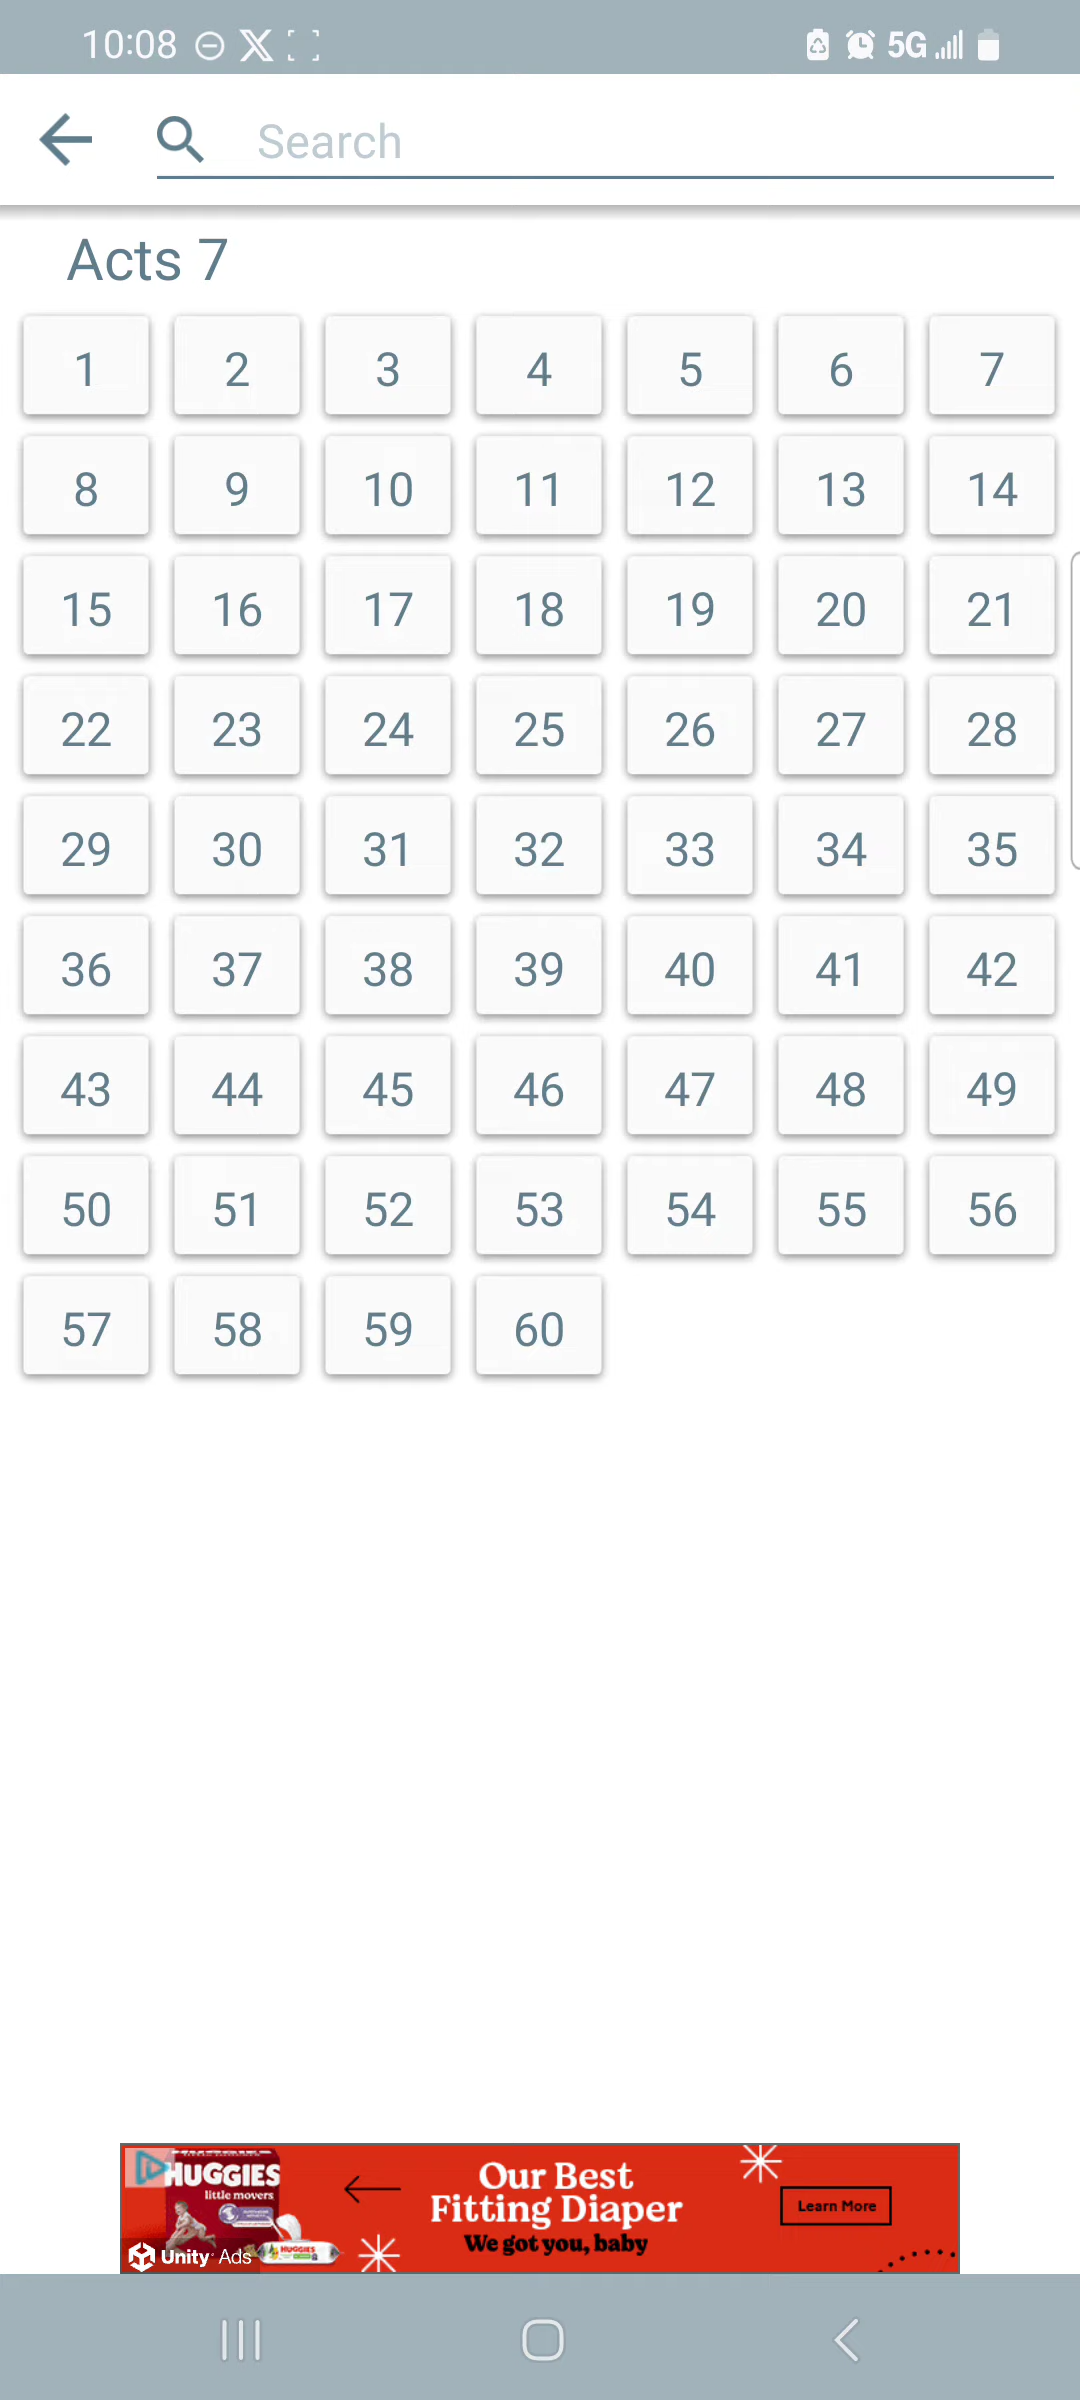 10:08 5G
Search
Acts 7
1 2 3 4 5 6 7
8 9 10 11 12 13 14
15 16 17 18 19 20 21
22 23 24 25 26 27 28
29 30 31 32 33 34 35
36 37 38 39 40 41 42
43 44 45 46 47 48 49
50 51 52 53 54 55 56
57 58 59 60
HUGGIES
little movers
HUGGIES
Unity Ads
Our Best
Fitting Diaper
We got you, baby
Learn More